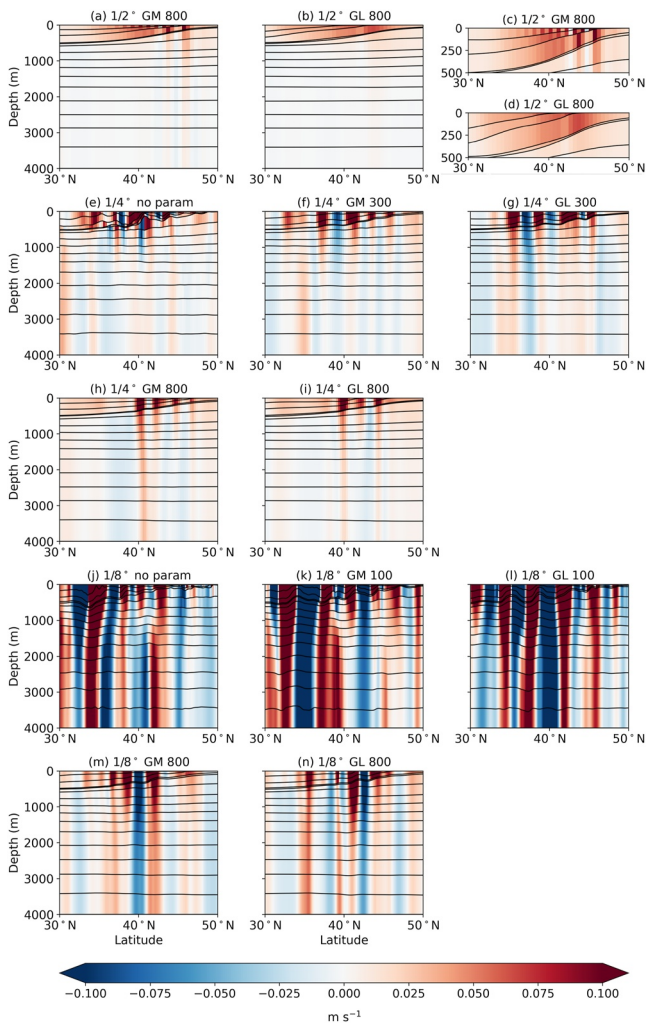 (a) 1/2° GM 800
(b) 1/2° GL 800
(c) 1/2° GM 800
0
1000
2000
3000
4000
Depth (m)
30°N
40°N
50°N
30°N
40°N
50°N
0
250
500
30°N
40°N
50°N
(d) 1/2° GL 800
0
250
500
30°N
40°N
50°N
(e) 1/4° no param
(f) 1/4° GM 300
(g) 1/4° GL 300
0
1000
2000
3000
4000
Depth (m)
30°N
40°N
50°N
30°N
40°N
50°N
30°N
40°N
50°N
(h) 1/4° GM 800
(i) 1/4° GL 800
0
1000
2000
3000
4000
Depth (m)
30°N
40°N
50°N
30°N
40°N
50°N
(j) 1/8° no param
(k) 1/8° GM 100
(l) 1/8° GL 100
0
1000
2000
3000
4000
Depth (m)
30°N
40°N
50°N
30°N
40°N
50°N
30°N
40°N
50°N
(m) 1/8° GM 800
(n) 1/8° GL 800
0
1000
2000
3000
4000
Depth (m)
30°N
40°N
50°N
30°N
40°N
50°N
Latitude
Latitude
−0.100
−0.075
−0.050
−0.025
0.000
0.025
0.050
0.075
0.100
m s⁻¹